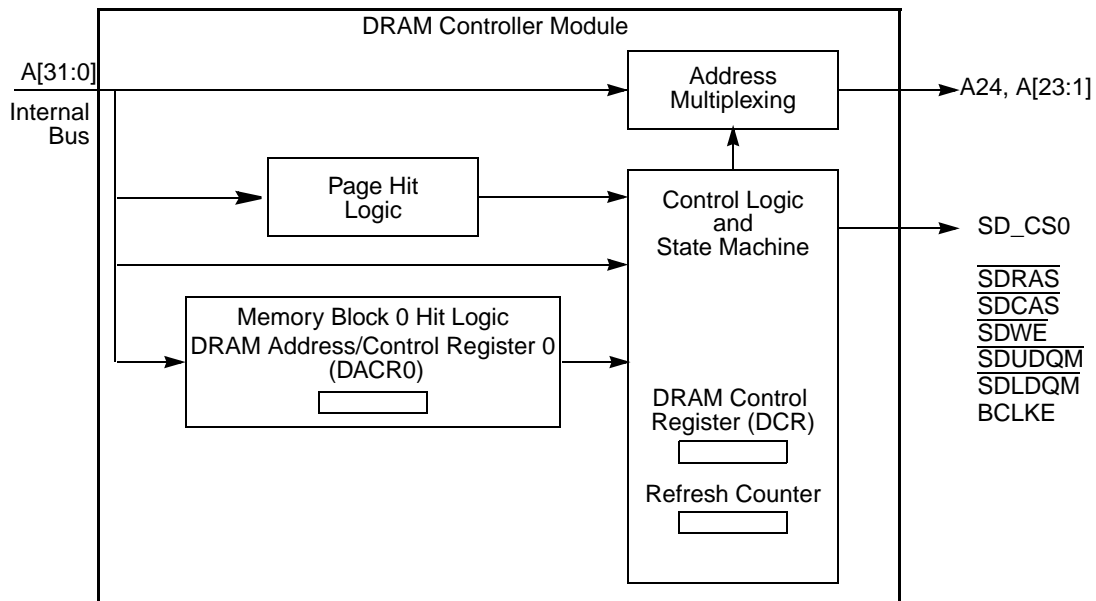 DRAM Controller Module
A[31:0]
Internal
Bus
Address
Multiplexing
A24, A[23:1]
Page Hit
Logic
Control Logic
and
State Machine
SD_CS0
SDRAS
SDCAS
SDWE
SDUDQM
SDLDQM
BCLKE
Memory Block 0 Hit Logic
DRAM Address/Control Register 0
(DACR0)
DRAM Control
Register (DCR)
Refresh Counter